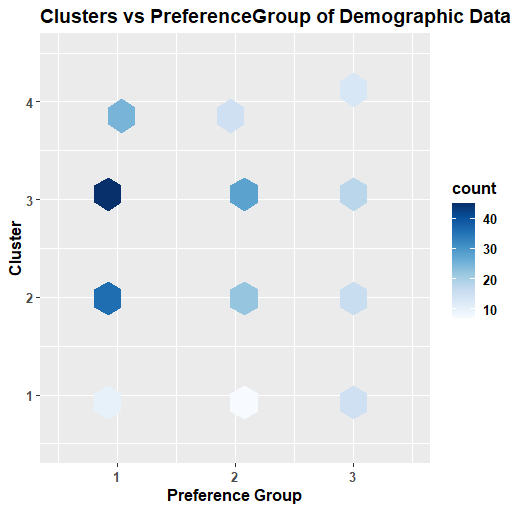 Clusters vs PreferenceGroup of Demographic Data
4
3
2
1
Cluster
1 2 3
Preference Group
count
40
30
20
10